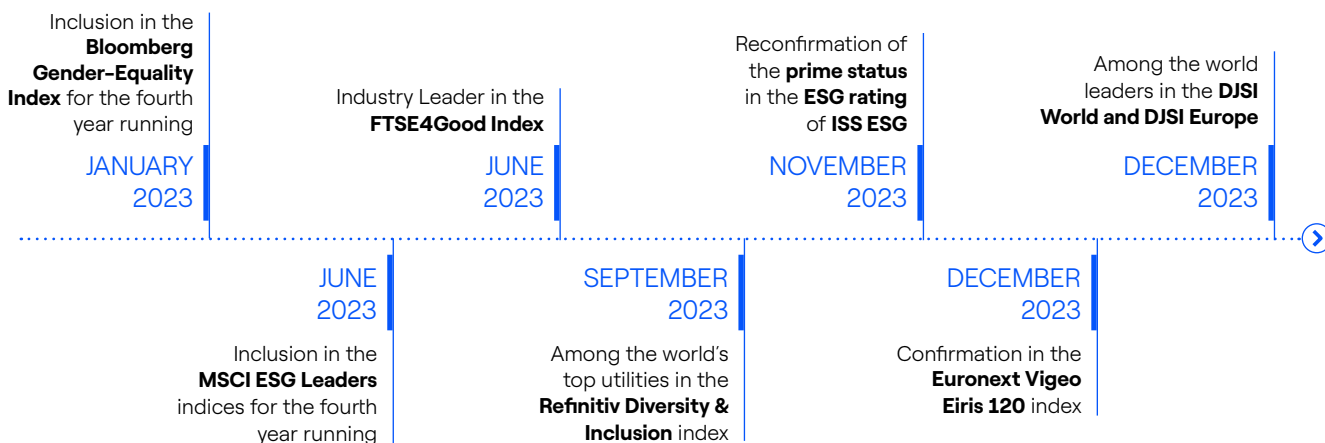 Inclusion in the
Bloomberg
Gender-Equality
Index for the fourth
year running
JANUARY
2023
JUNE
2023
Inclusion in the
MSCI ESG Leaders
indices for the fourth
year running
Industry Leader in the
FTSE4Good Index
JUNE
2023
SEPTEMBER
2023
Among the world's
top utilities in the
Refinitiv Diversity &
Inclusion index
Reconfirmation of
the prime status
in the ESG rating
of ISS ESG
NOVEMBER
2023
DECEMBER
2023
Confirmation in the
Euronext Vigeo
Eiris 120 index
Among the world
leaders in the DJSI
World and DJSI Europe
DECEMBER
2023